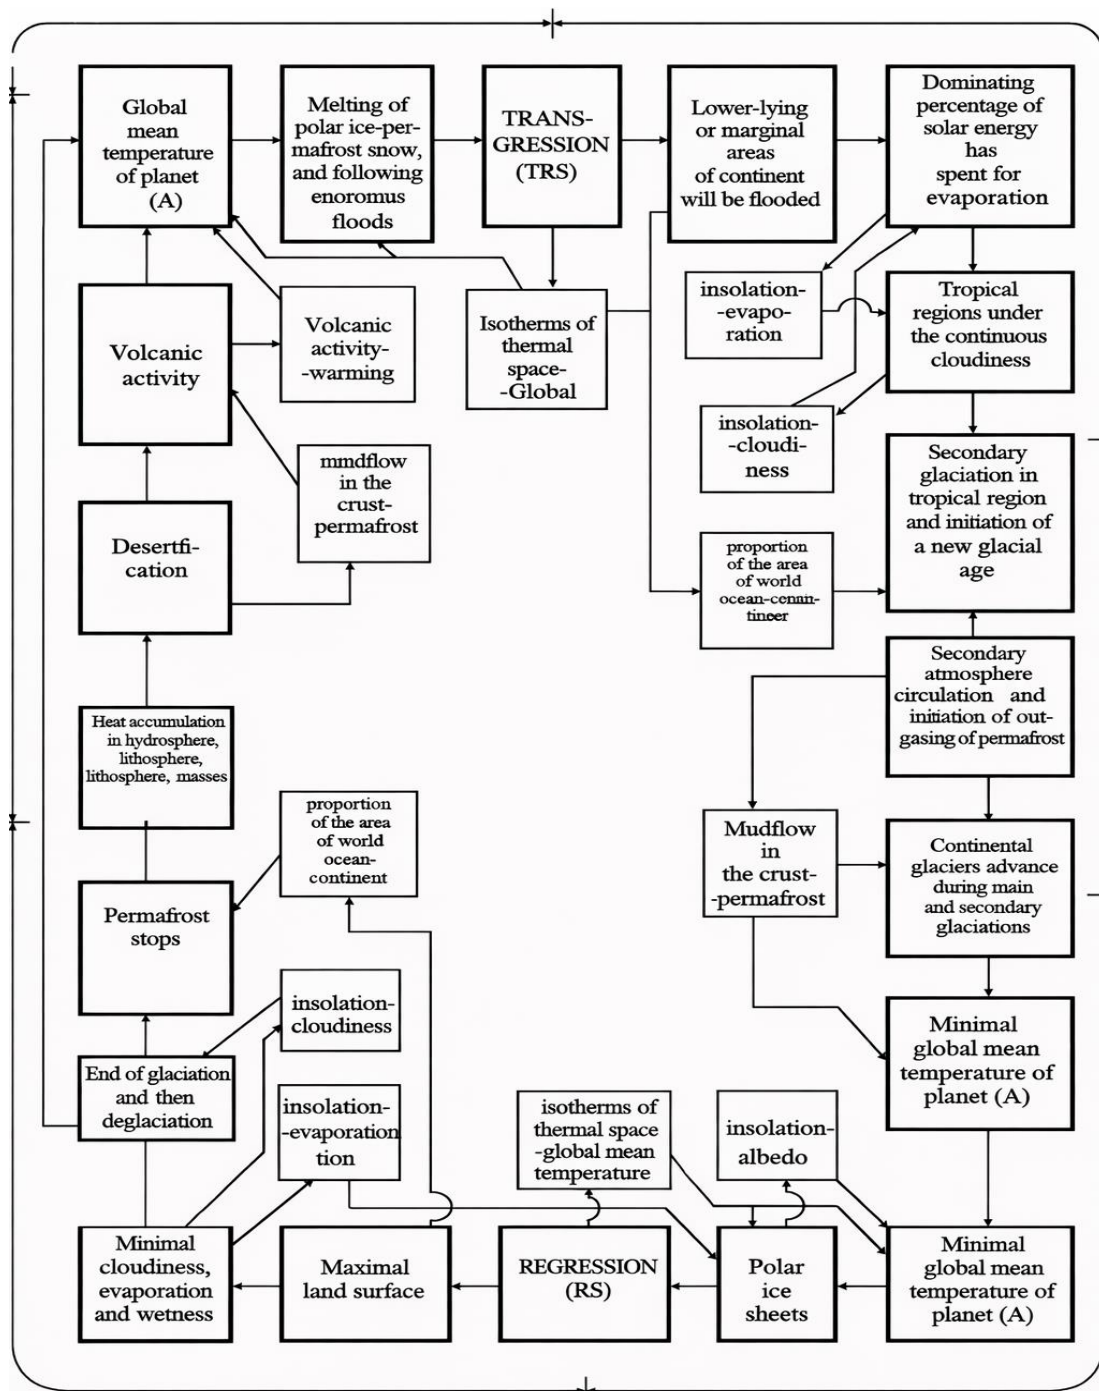 Global
mean
temperature
of planet
(A)
Melting of
polar ice-per-
mafrost snow,
and following
enoromus
floods
TRANS-
GRESSION
(TRS)
Lower-lying
or marginal
areas
of continent
will be flooded
Dominating
percentage of
solar energy
has
spent for
evaporation
Volcanic
activity
Volcanic
activity-
-warming
Isotherms of
thermal
space-
-Global
insolation-
-evapo-
ration
Tropical
regions under
the continuous
cloudiness
insolation-
-cloudi-
ness
mmdflow
in the
crust-
permafrost
Secondary
glaciation in
tropical region
and initiation of
a new glacial
age
Desertfi-
cation
proportion
of the area
of world
tineer
Secondary
atmosphere
circulation and
initiation of out-
gasing of permafrost
Heat accumulation
in hydrosphere,
lithosphere,
lithosphere, masses
proportion
of the area
of world
ocean-
continent
Mudflow
in
the crust-
-permafrost
Continental
glaciers advance
during main
and secondary
glaciations
Permafrost
stops
insolation-
cloudiness
Minimal
global mean
temperature of
planet (A)
End of glaciation
and then
deglaciation
insolation-
-evaporation
tion
isotherms of
thermal space
-global mean
temperature
insolation-
albedo
Minimal
cloudiness,
evaporation
and wetness
Maximal
land surface
REGRESSION
(RS)
Polar
ice
sheets
Minimal
global mean
temperature of
planet (A)